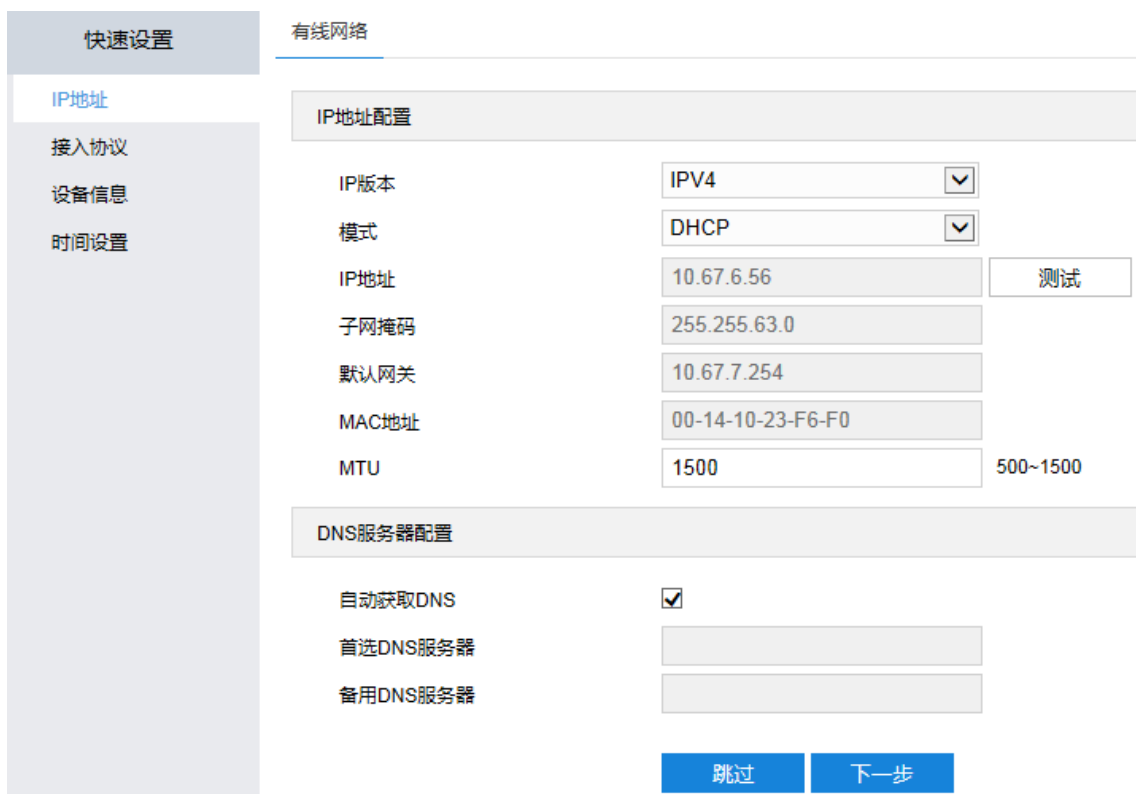 快速设置
IP地址
接入协议
设备信息
时间设置
有线网络
IP地址配置
IP版本 IPV4
模式 DHCP
IP地址 10.67.6.56 测试
子网掩码 255.255.63.0
默认网关 10.67.7.254
MAC地址 00-14-10-23-F6-F0
MTU 1500 500~1500
DNS服务器配置
自动获取DNS
首选DNS服务器
备用DNS服务器
跳过 下一步